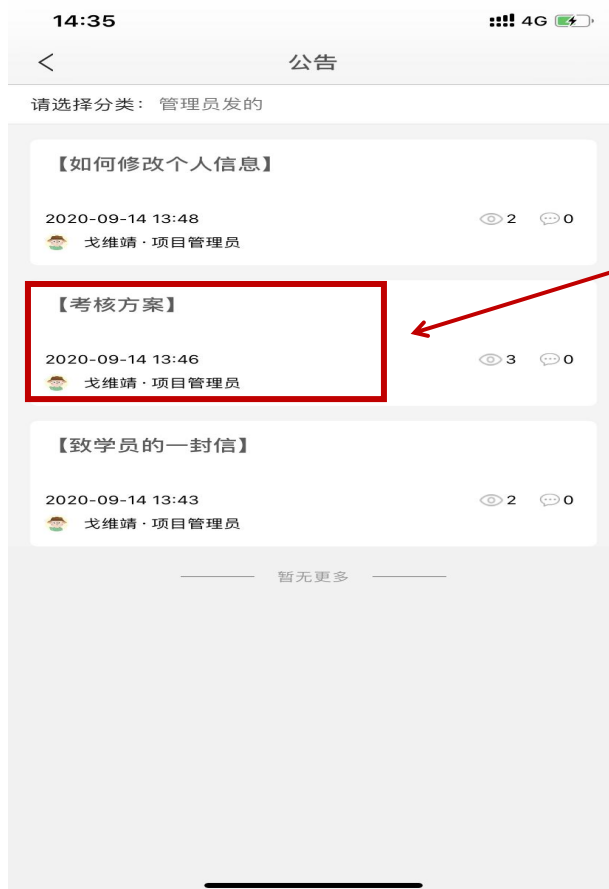 14:35 4G
公告
请选择分类： 管理员发的
【如何修改个人信息】
2020-09-14 13:48 2 0
戈维靖 · 项目管理员
【考核方案】
2020-09-14 13:46 3 0
戈维靖 · 项目管理员
【致学员的一封信】
2020-09-14 13:43 2 0
戈维靖 · 项目管理员
暂无更多